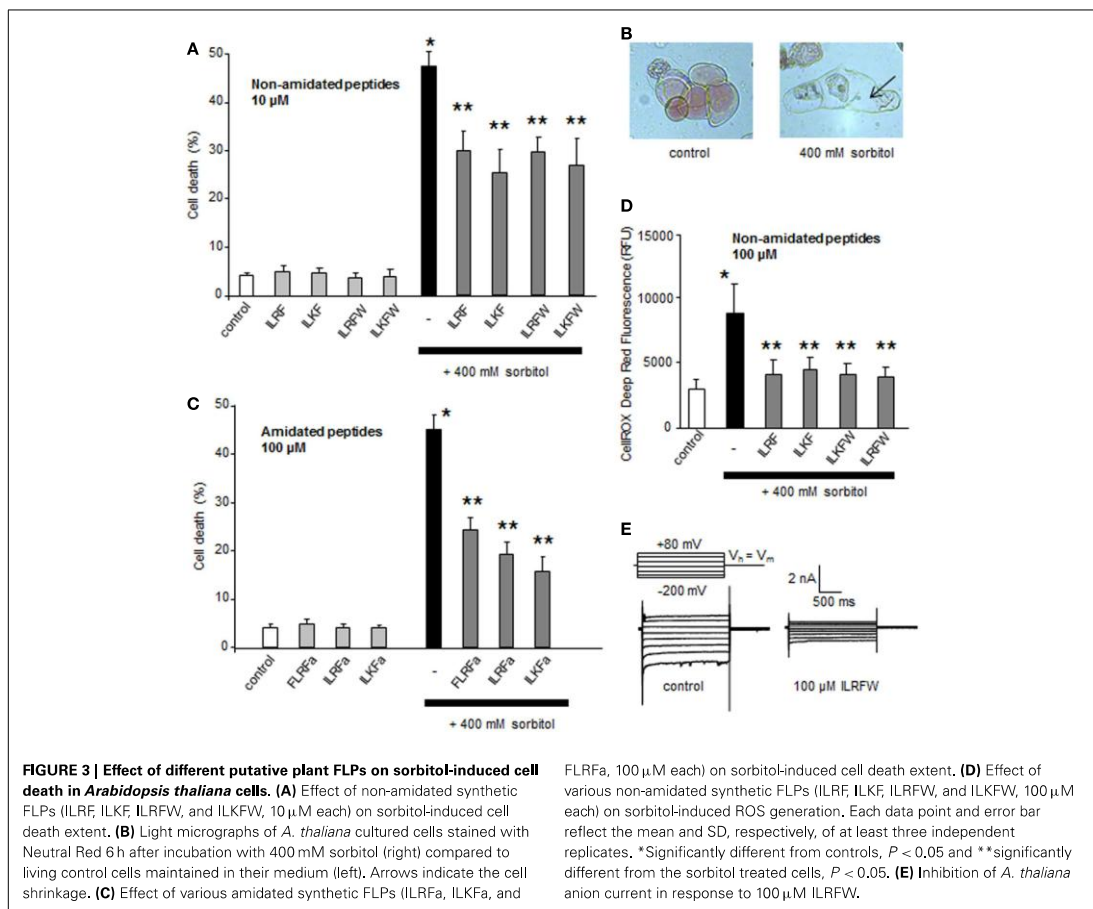 A
50
40
30
20
10
0
Cell death (%)
Non-amidated peptides
10 µM
*
**
**
**
**
control
ILRF
ILKF
ILRFW
ILKFW
-
ILRF
ILKF
ILRFW
ILKFW
+ 400 mM sorbitol
B
control
400 mM sorbitol
C
50
40
30
20
10
0
Cell death (%)
Amidated peptides
100 µM
*
**
**
**
control
FLRFa
ILRFa
ILKFa
-
FLRFa
ILRFa
ILKFa
+ 400 mM sorbitol
D
15000
10000
5000
0
CellROX Deep Red Fluorescence (RFU)
Non-amidated peptides
100 µM
*
**
**
**
**
control
-
ILRF
ILKF
ILKFW
ILRFW
+ 400 mM sorbitol
E
+80 mV
Vh = Vm
-200 mV
2 nA
500 ms
control
100 µM ILRFW
FIGURE 3 | Effect of different putative plant FLPs on sorbitol-induced cell
death in Arabidopsis thaliana cells. (A) Effect of non-amidated synthetic
FLPs (ILRF, ILKF, ILRFW, and ILKFW, 10 µM each) on sorbitol-induced cell
death extent. (B) Light micrographs of A. thaliana cultured cells stained with
Neutral Red 6 h after incubation with 400 mM sorbitol (right) compared to
living control cells maintained in their medium (left). Arrows indicate the cell
shrinkage. (C) Effect of various amidated synthetic FLPs (ILRFa, ILKFa, and
FLRFa, 100 µM each) on sorbitol-induced cell death extent. (D) Effect of
various non-amidated synthetic FLPs (ILRF, ILKF, ILRFW, and ILKFW, 100 µM
each) on sorbitol-induced ROS generation. Each data point and error bar
reflect the mean and SD, respectively, of at least three independent
replicates. *Significantly different from controls, P < 0.05 and **significantly
different from the sorbitol treated cells, P < 0.05. (E) Inhibition of A. thaliana
anion current in response to 100 µM ILRFW.